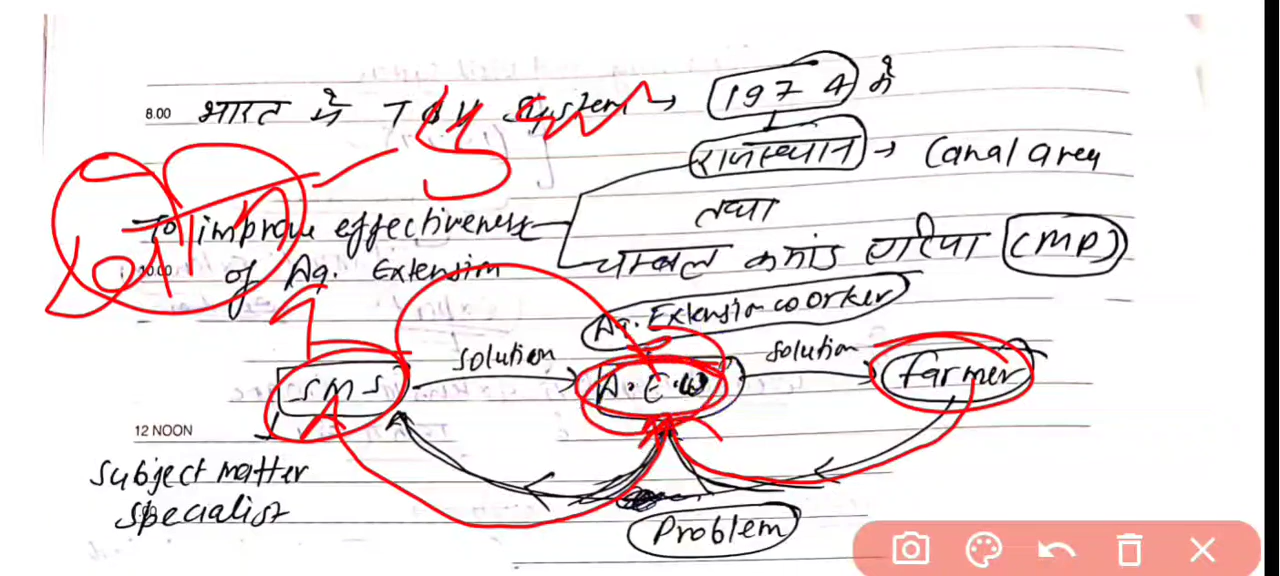 8.00 भारत में T & V System → 1974 में
राजस्थान → Canal area
तथा
To improve effectiveness
चम्बल कमांड एरिया (MP)
10.00 of Ag. Extension
Ag. Extension worker
solution solution
S.M.S A.E.W farmer
12 NOON
Subject matter
specialist
Problem